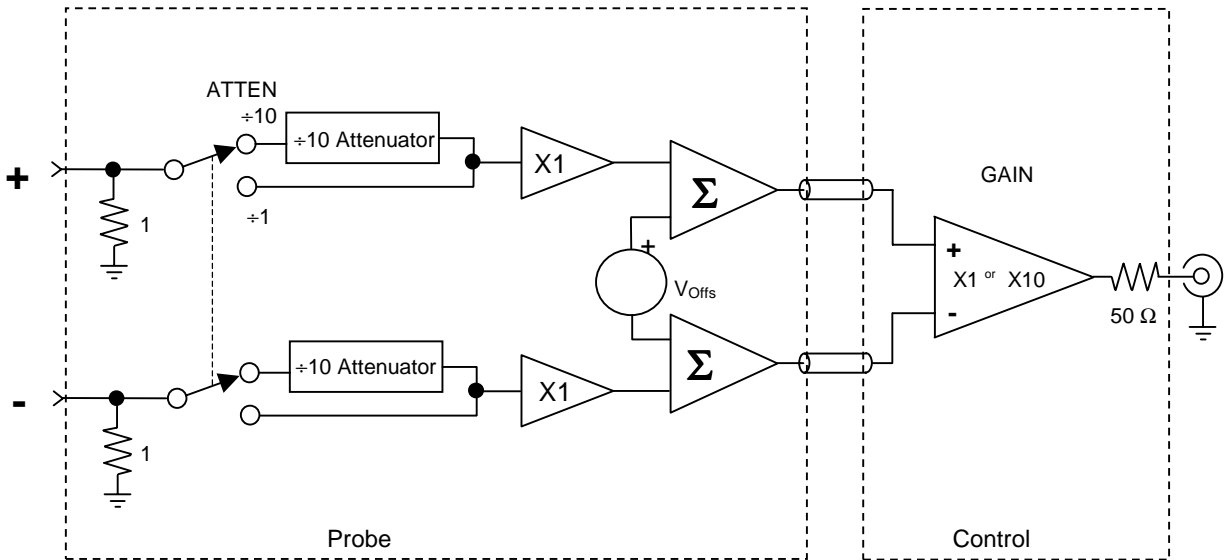 ATTEN
÷10
÷10 Attenuator
+
X1
Σ
GAIN
÷1
1
+
VOffs
+
X1 or X10
-
50 Ω
÷10 Attenuator
-
X1
Σ
1
Probe
Control